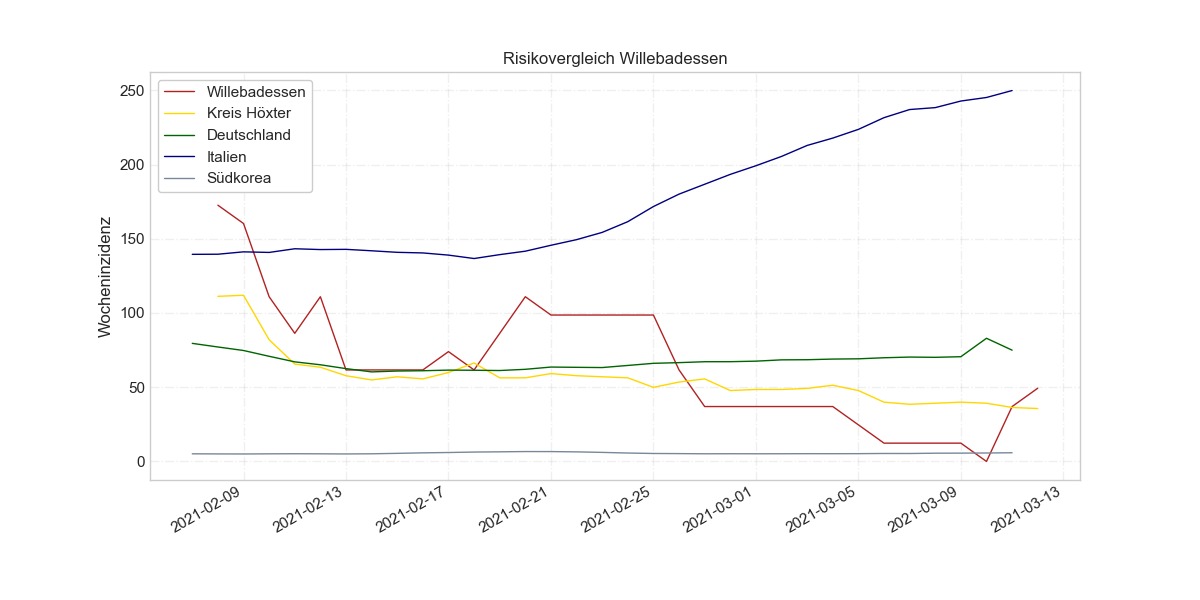 Risikovergleich Willebadessen
Willebadessen
Kreis Höxter
Deutschland
Italien
Südkorea
Wocheninzidenz
250
200
150
100
50
0
2021-02-09
2021-02-13
2021-02-17
2021-02-21
2021-02-25
2021-03-01
2021-03-05
2021-03-09
2021-03-13